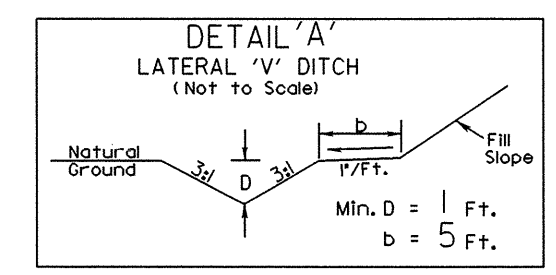 DETAIL 'A'
LATERAL 'V' DITCH
(Not to Scale)
b
Natural
Ground
3:1
D
3:1
1"/Ft.
Fill
Slope
Min. D = 1 Ft.
b = 5 Ft.